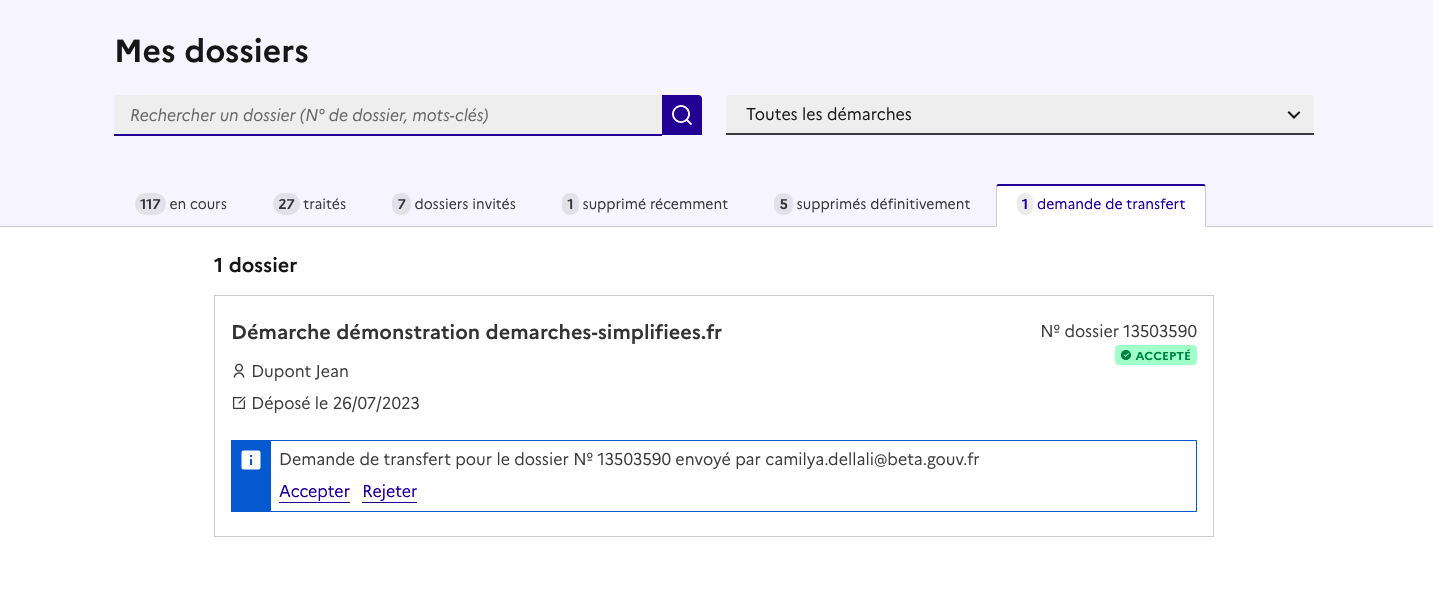 Mes dossiers
Rechercher un dossier (N° de dossier, mots-clés)
Toutes les démarches
117 en cours
27 traités
7 dossiers invités
1 supprimé récemment
5 supprimés définitivement
1 demande de transfert
1 dossier
Démarche démonstration demarches-simplifiees.fr
Nº dossier 13503590
ACCEPTÉ
Dupont Jean
Déposé le 26/07/2023
Demande de transfert pour le dossier Nº 13503590 envoyé par camilya.dellali@beta.gouv.fr
Accepter Rejeter